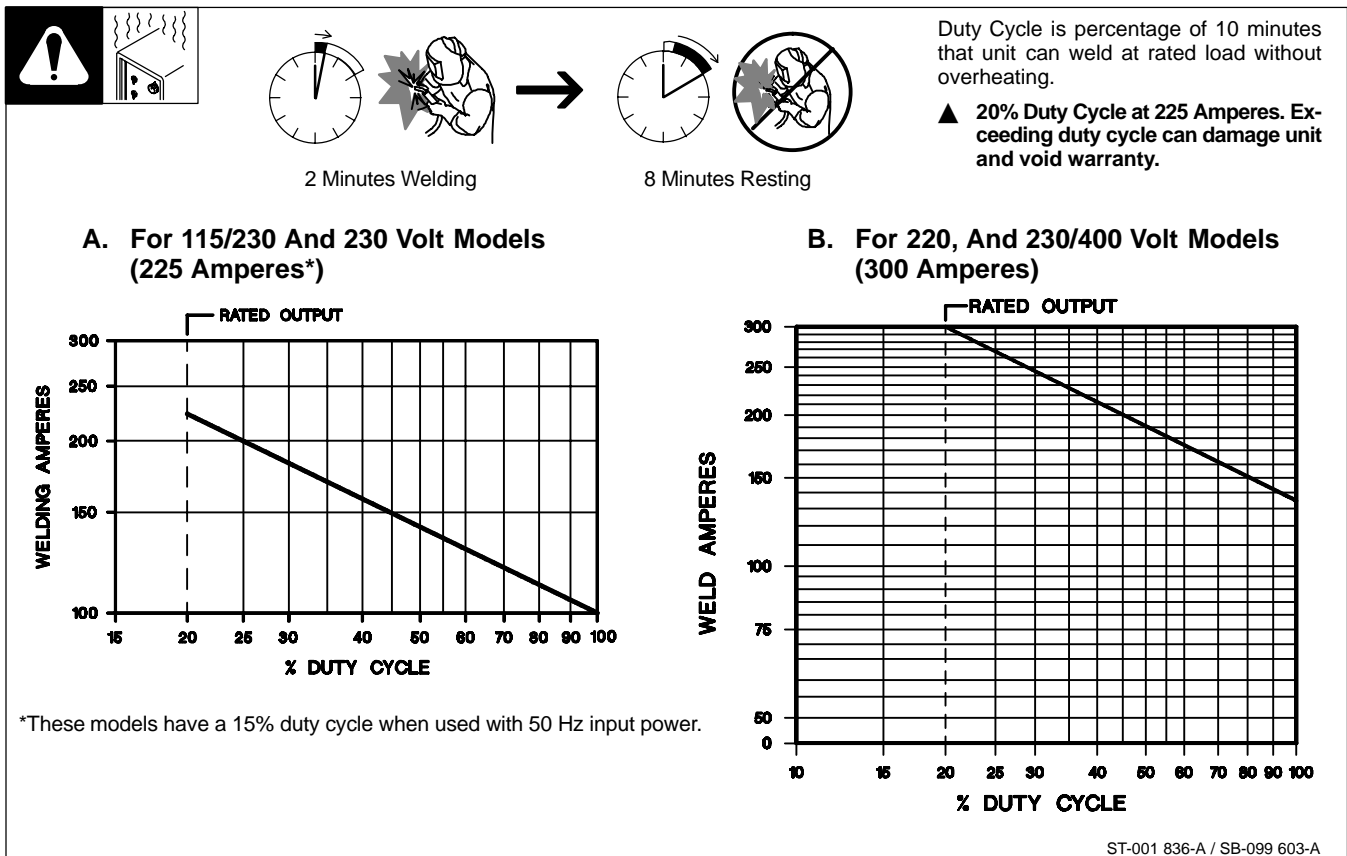 Duty Cycle is percentage of 10 minutes
that unit can weld at rated load without
overheating.
▲ 20% Duty Cycle at 225 Amperes. Ex-
ceeding duty cycle can damage unit
and void warranty.
2 Minutes Welding
8 Minutes Resting
A. For 115/230 And 230 Volt Models
(225 Amperes*)
RATED OUTPUT
WELDING AMPERES
300
250
200
150
100
15 20 25 30 40 50 60 70 80 90 100
% DUTY CYCLE
*These models have a 15% duty cycle when used with 50 Hz input power.
B. For 220, And 230/400 Volt Models
(300 Amperes)
RATED OUTPUT
WELD AMPERES
300
250
200
150
100
75
50
0
10 15 20 25 30 40 50 60 70 80 90 100
% DUTY CYCLE
ST-001 836-A / SB-099 603-A